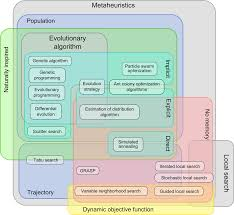 Metaheuristics
Population
Naturally inspired
Evolutionary
algorithm
Genetic algorithm
Genetic
programming
Evolutionary
programming
Differential
evolution
Scatter search
Evolution
strategy
Particle swarm
optimization
Ant colony optimization
algorithms
Estimation of distribution
algorithm
Implicit
Explicit
Direct
Simulated
annealing
No memory
Tabu search
GRASP
Iterated local search
Stochastic local search
Variable neighborhood search
Guided local search
Trajectory
Local search
Dynamic objective function